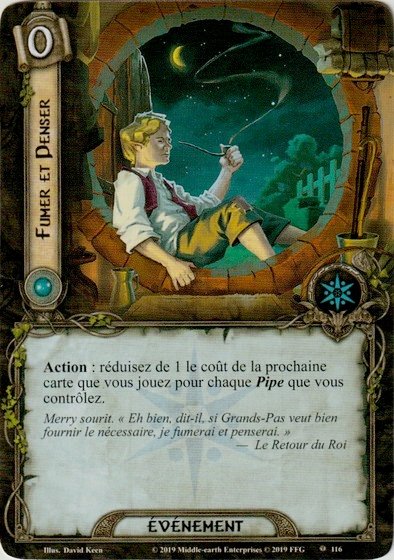 0
FUMER ET PENSER
Action : réduisez de 1 le coût de la prochaine
carte que vous jouez pour chaque Pipe que vous
contrôlez.
Merry sourit. « Eh bien, dit-il, si Grands-Pas veut bien
fournir le nécessaire, je fumerai et penserai. »
— Le Retour du Roi
ÉVÉNEMENT
Illus. David Keen © 2019 Middle-earth Enterprises © 2019 FFG 116